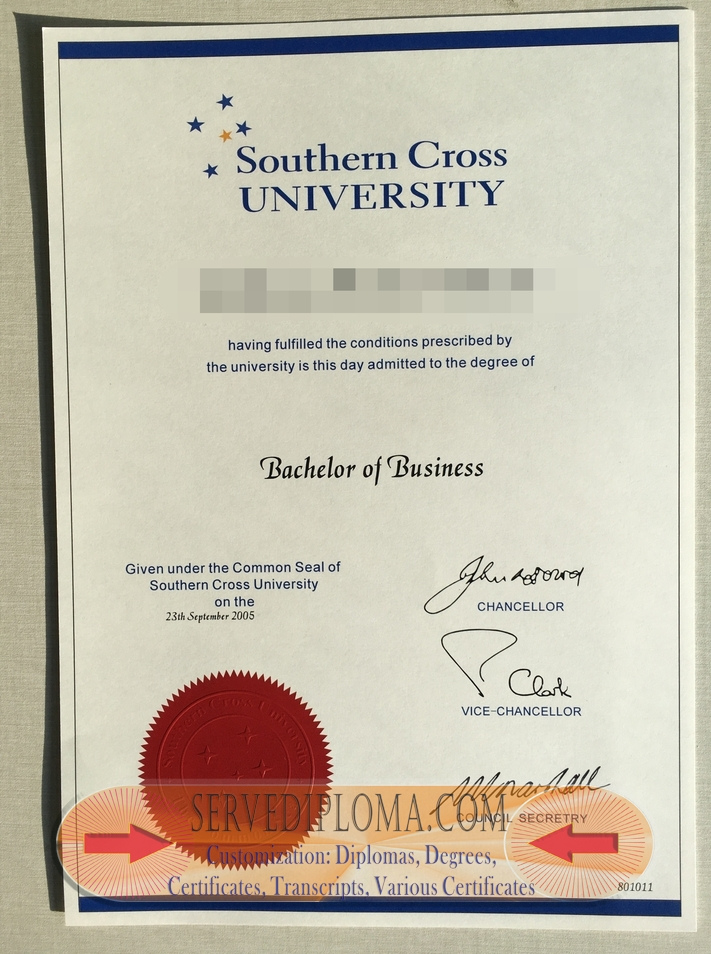 Southern Cross
UNIVERSITY
having fulfilled the conditions prescribed by
the university is this day admitted to the degree of
Bachelor of Business
Given under the Common Seal of
Southern Cross University
on the
23th September 2005
CHANCELLOR
Clark
VICE-CHANCELLOR
COUNCIL SECRETRY
SERVEDIPLOMA.COM
Customization: Diplomas, Degrees,
Certificates, Transcripts, Various Certificates
801011